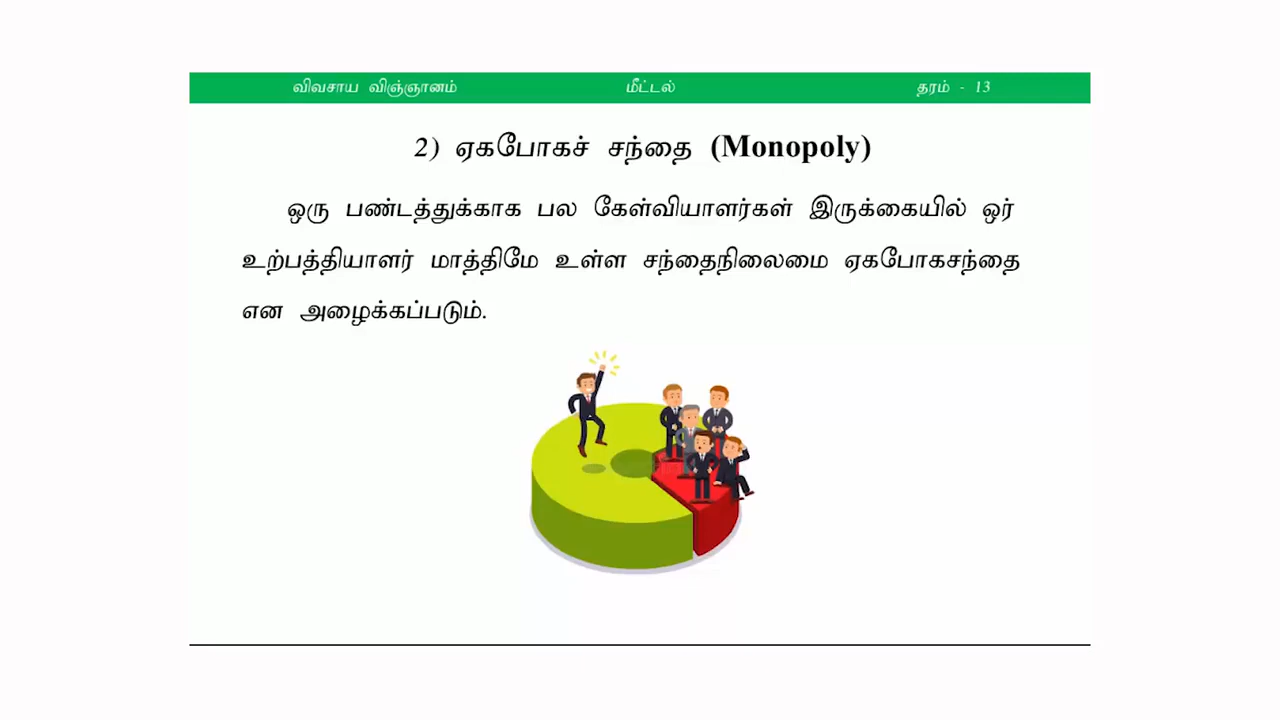 விவசாய விஞ்ஞானம் மீட்டல் தரம் - 13
2) ஏகபோகச் சந்தை (Monopoly)
ஒரு பண்டத்துக்காக பல கேள்வியாளர்கள் இருக்கையில் ஒர்
உற்பத்தியாளர் மாத்திமே உள்ள சந்தைநிலைமை ஏகபோகசந்தை
என அழைக்கப்படும்.